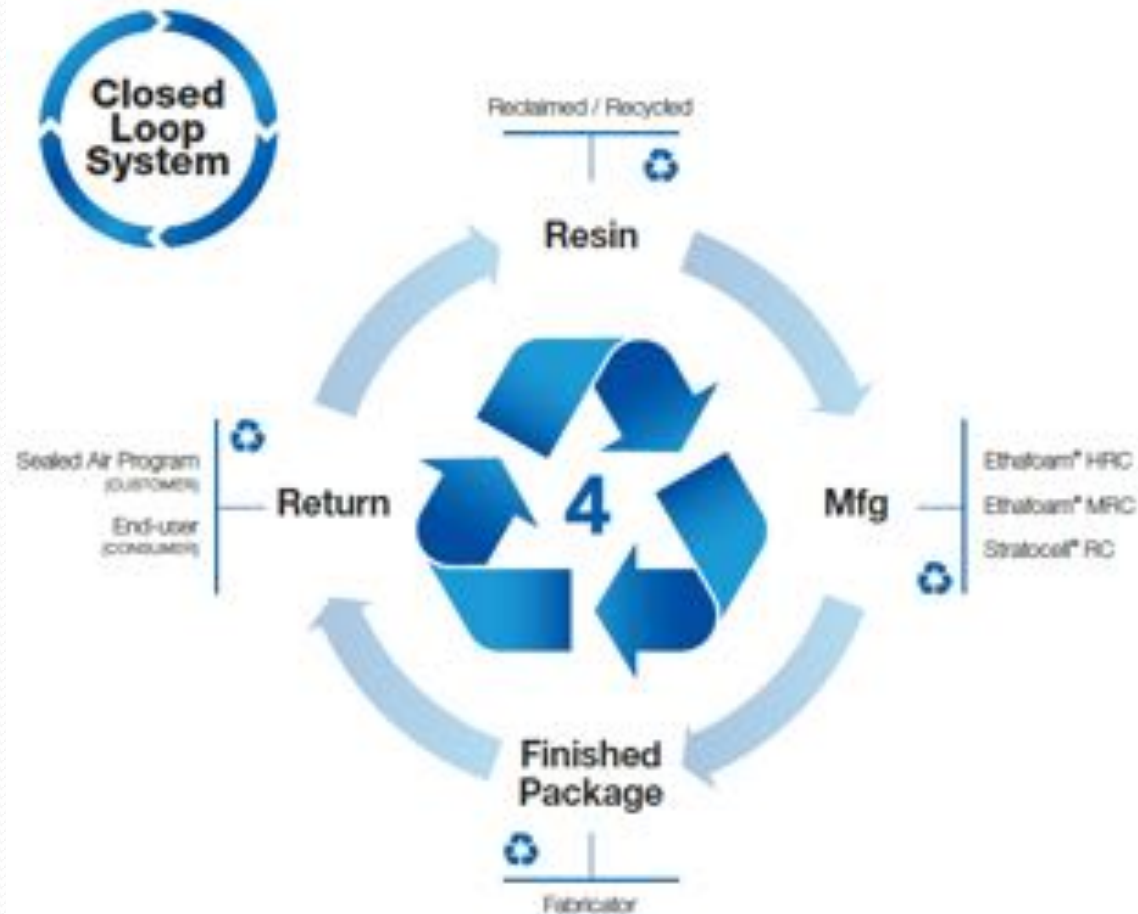 Closed
Loop
System
Reclaimed / Recycled
Resin
Sealed Air Program
(CUSTOMER)
End-user
(CONSUMER)
Return
4
Mfg
Ethafoam® HRC
Ethafoam® MRC
Stratocell® RC
Finished
Package
Fabricator